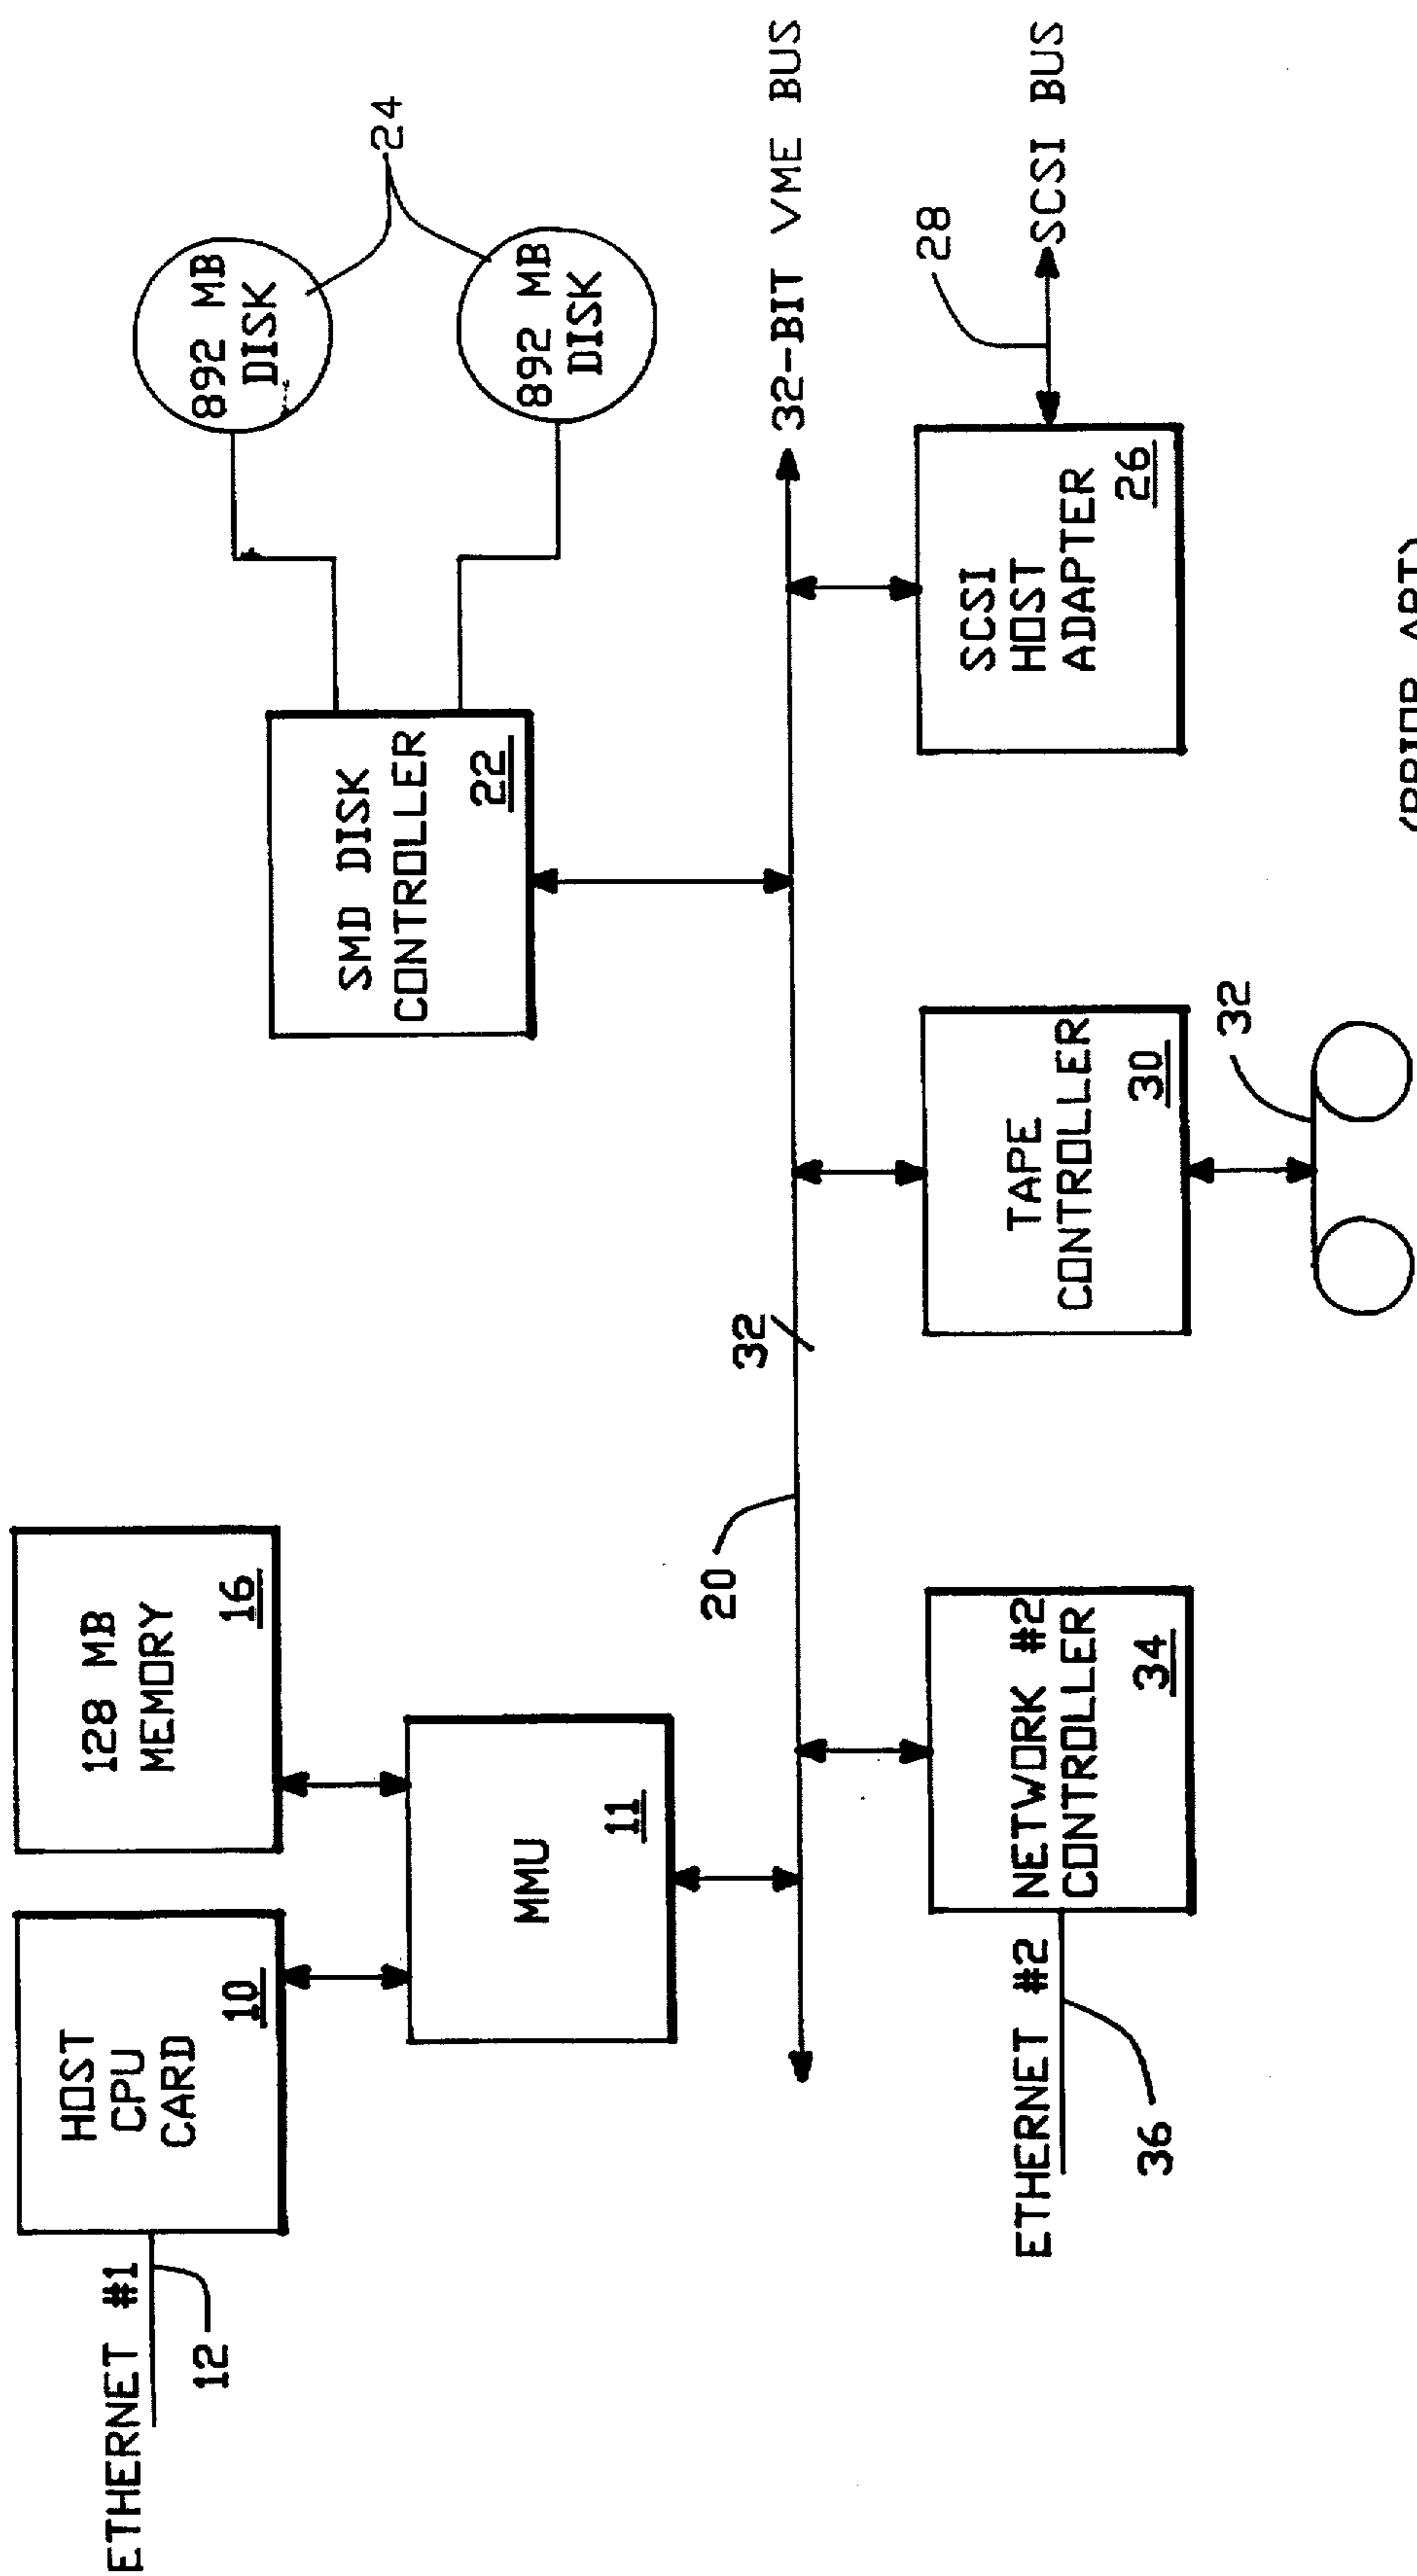 ETHERNET #1
12
HOST
CPU
CARD
10
128 MB
MEMORY
16
MMU
11
SMD DISK
CONTROLLER
22
892 MB
DISK
892 MB
DISK
24
20
32
32-BIT VME BUS
ETHERNET #2
36
NETWORK #2
CONTROLLER
34
TAPE
CONTROLLER
30
32
SCSI
HOST
ADAPTER
26
28
SCSI BUS
(PRIOR ART)